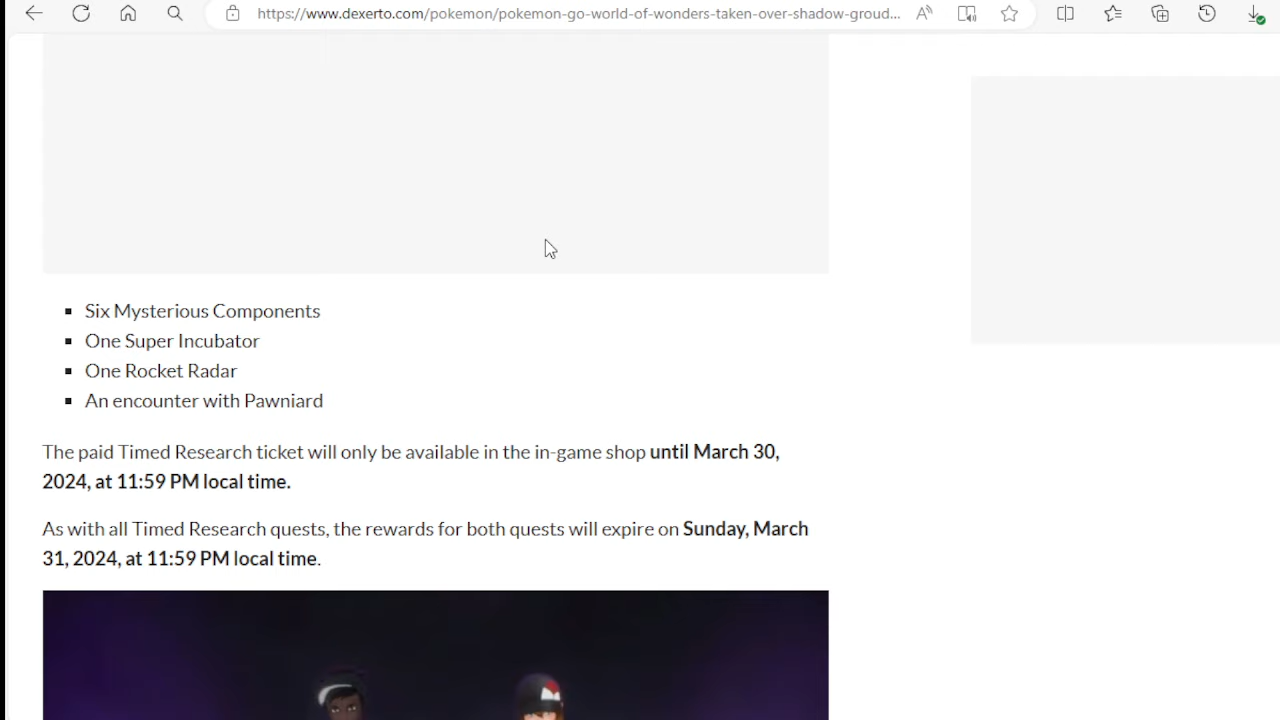 https://www.dexerto.com/pokemon/pokemon-go-world-of-wonders-taken-over-shadow-groud...
Six Mysterious Components
One Super Incubator
One Rocket Radar
An encounter with Pawniard
The paid Timed Research ticket will only be available in the in-game shop until March 30,
2024, at 11:59 PM local time.
As with all Timed Research quests, the rewards for both quests will expire on Sunday, March
31, 2024, at 11:59 PM local time.